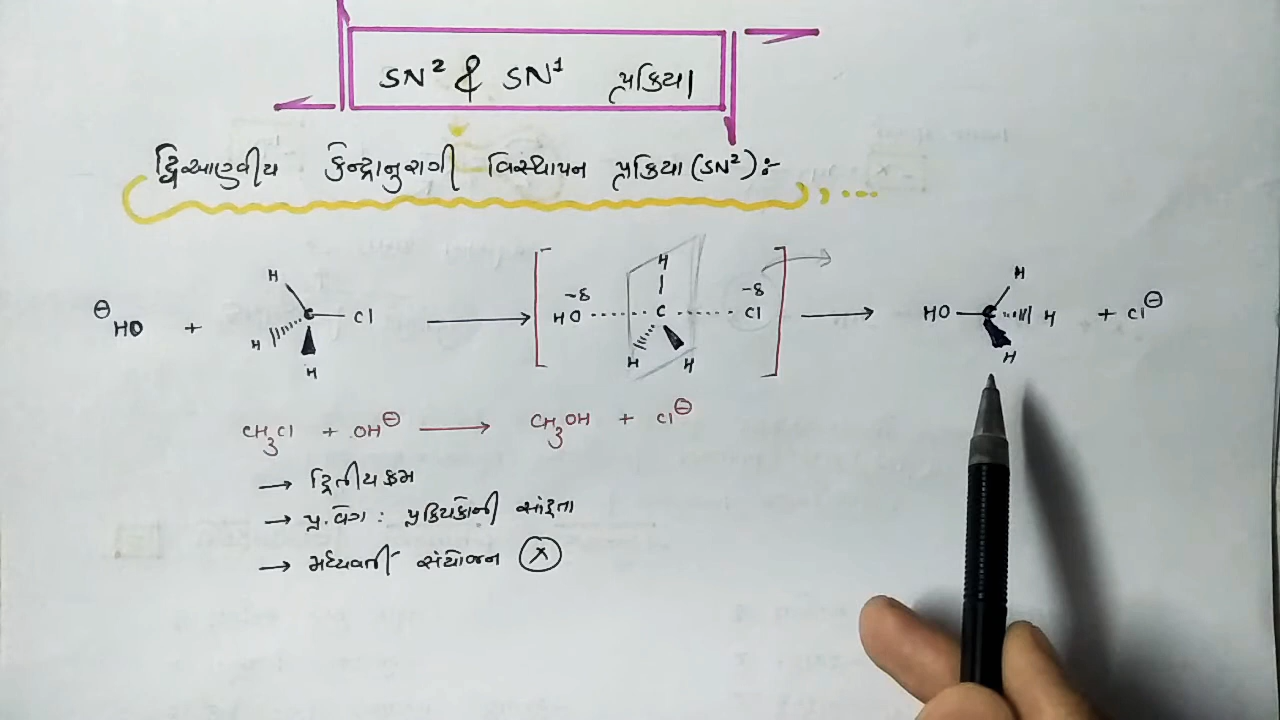 SN² & SN¹ પ્રક્રિયા
દ્વિઆણ્વીય કેન્દ્રાનુરાગી વિસ્થાપન પ્રક્રિયા (SN²) :-
⊖HO + H H H C Cl → [ -δ HO ...... C ...... Cl -δ H H H ] → HO C H H H + Cl⊖
CH₃Cl + OH⊖ → CH₃OH + Cl⊖
→ દ્વિતીય ક્રમ
→ પ્ર.વેગ : પ્રક્રિયકોની સાંદ્રતા
→ મધ્યવર્તી સંયોજન Ⓧ